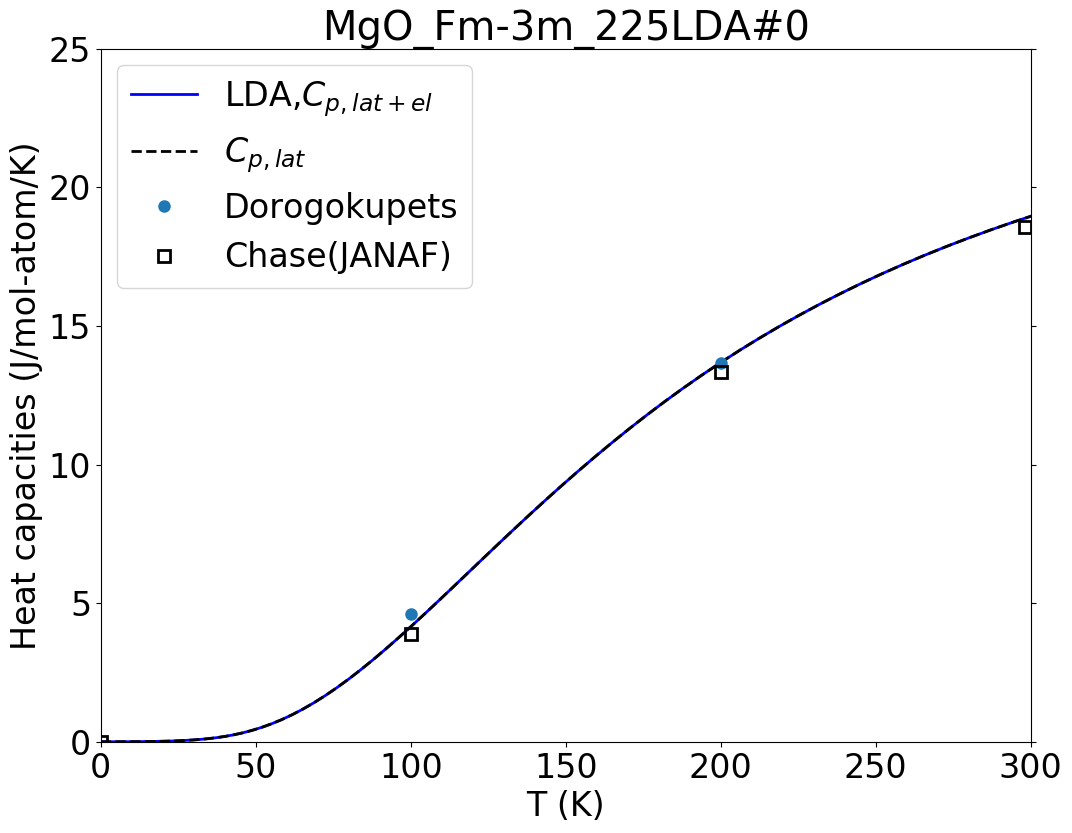 MgO_Fm-3m_225LDA#0
Heat capacities (J/mol-atom/K)
25
20
15
10
5
0
LDA,C_{p, lat+el}
C_{p, lat}
Dorogokupets
Chase(JANAF)
0 50 100 150 200 250 300
T (K)